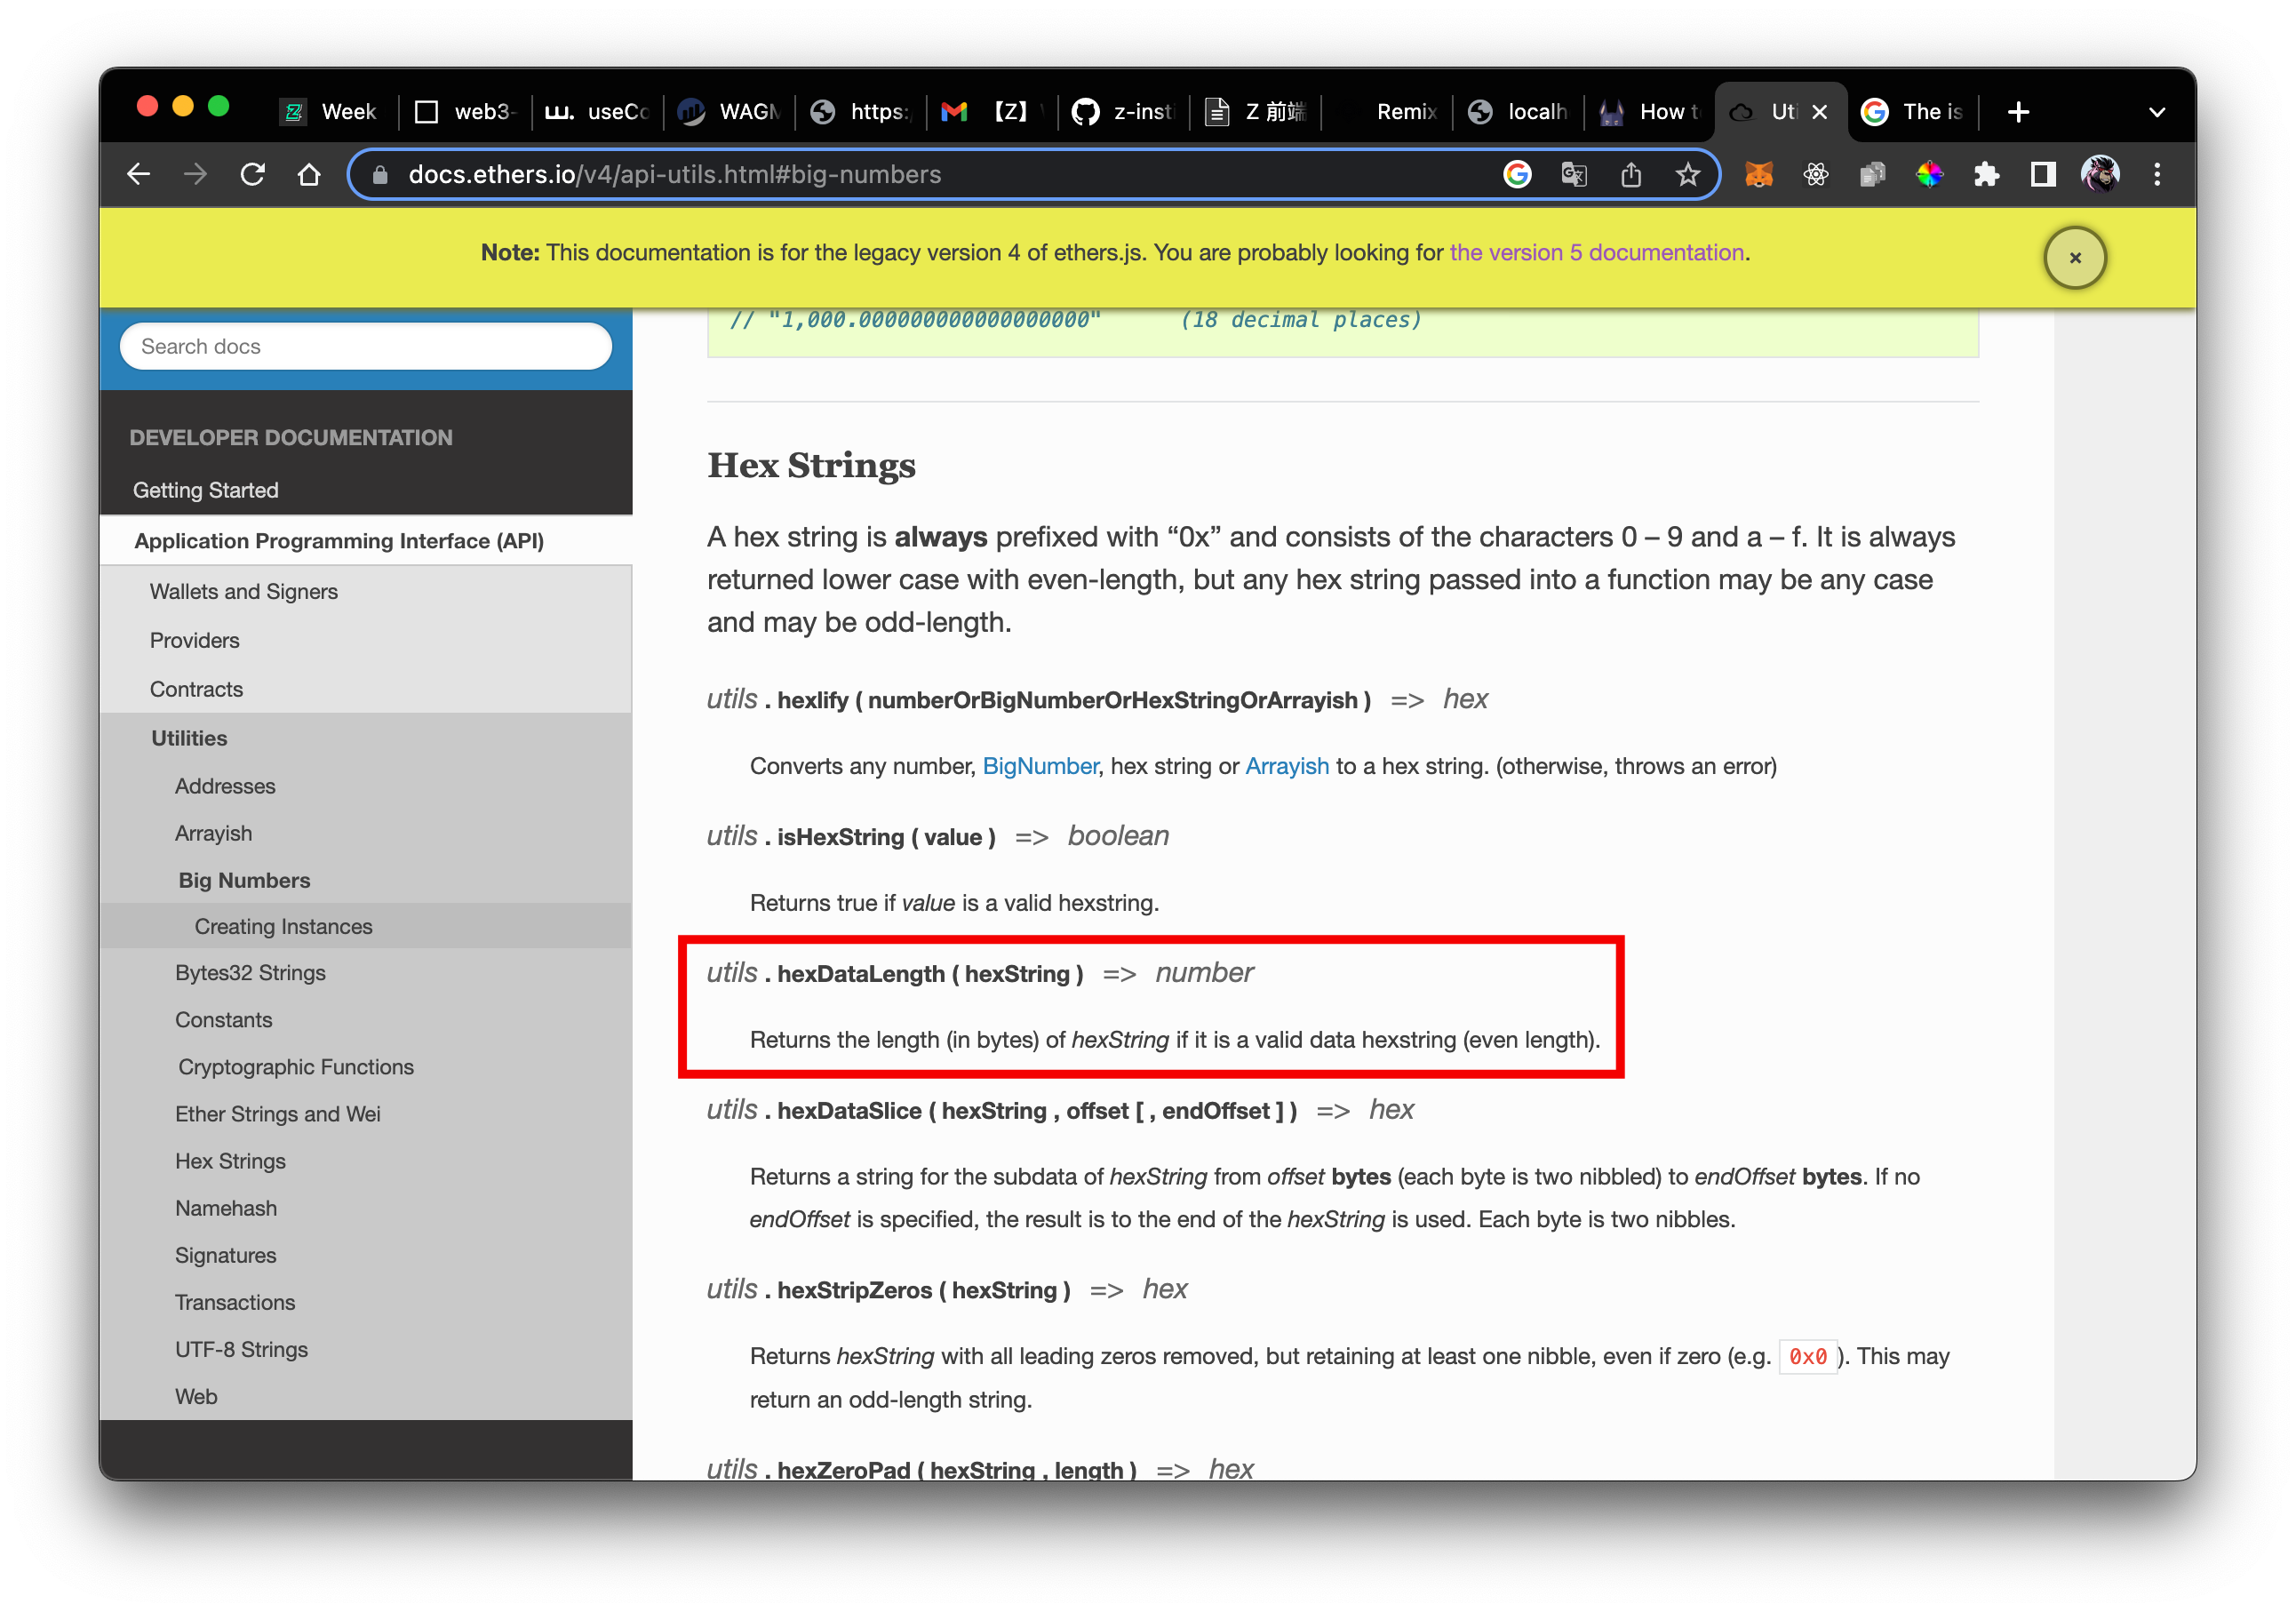 Week
web3-
useCo
WAGM
https:/
【Z】
z-inst
Z 前端
Remix
localh
How to
Uti
The is
docs.ethers.io/v4/api-utils.html#big-numbers
Note: This documentation is for the legacy version 4 of ethers.js. You are probably looking for the version 5 documentation.
×
// "1,000.000000000000000000"      (18 decimal places)
Search docs
DEVELOPER DOCUMENTATION
Getting Started
Application Programming Interface (API)
Wallets and Signers
Providers
Contracts
Utilities
Addresses
Arrayish
Big Numbers
Creating Instances
Bytes32 Strings
Constants
Cryptographic Functions
Ether Strings and Wei
Hex Strings
Namehash
Signatures
Transactions
UTF-8 Strings
Web
Hex Strings
A hex string is always prefixed with “0x” and consists of the characters 0 – 9 and a – f. It is always
returned lower case with even-length, but any hex string passed into a function may be any case
and may be odd-length.
utils . hexlify ( numberOrBigNumberOrHexStringOrArrayish ) => hex
Converts any number, BigNumber, hex string or Arrayish to a hex string. (otherwise, throws an error)
utils . isHexString ( value ) => boolean
Returns true if value is a valid hexstring.
utils . hexDataLength ( hexString ) => number
Returns the length (in bytes) of hexString if it is a valid data hexstring (even length).
utils . hexDataSlice ( hexString , offset [ , endOffset ] ) => hex
Returns a string for the subdata of hexString from offset bytes (each byte is two nibbled) to endOffset bytes. If no
endOffset is specified, the result is to the end of the hexString is used. Each byte is two nibbles.
utils . hexStripZeros ( hexString ) => hex
Returns hexString with all leading zeros removed, but retaining at least one nibble, even if zero (e.g. 0x0 ). This may
return an odd-length string.
utils . hexZeroPad ( hexString , length ) => hex